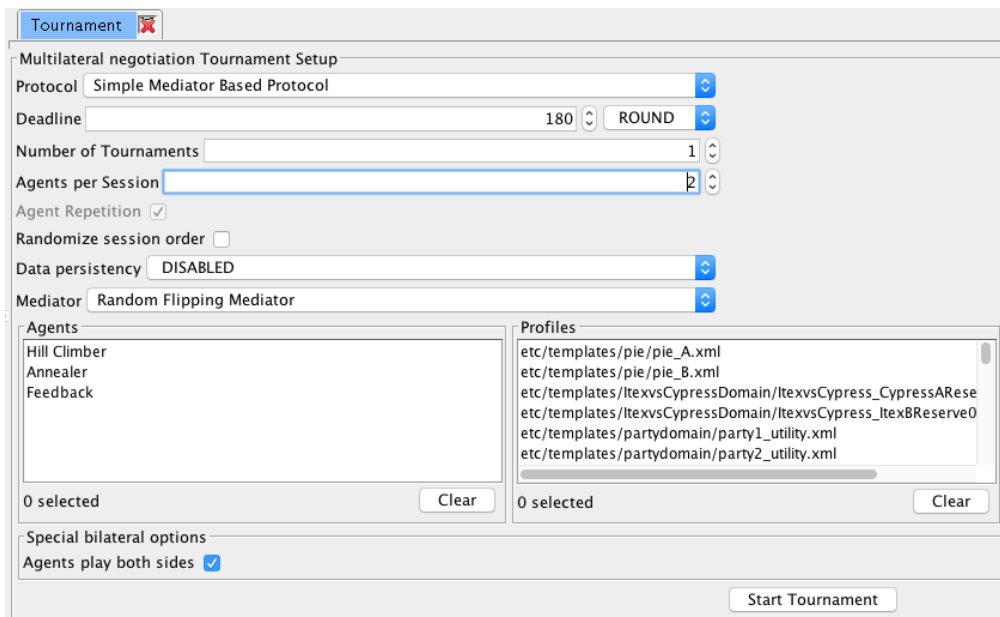 Tournament
Multilateral negotiation Tournament Setup
Protocol Simple Mediator Based Protocol
Deadline 180 ROUND
Number of Tournaments 1
Agents per Session 2
Agent Repetition
Randomize session order
Data persistency DISABLED
Mediator Random Flipping Mediator
Agents
Hill Climber
Annealer
Feedback
0 selected Clear
Profiles
etc/templates/pie/pie_A.xml
etc/templates/pie/pie_B.xml
etc/templates/ItexvsCypressDomain/ItexvsCypress_CypressARese
etc/templates/ItexvsCypressDomain/ItexvsCypress_ItexBReserve0
etc/templates/partydomain/party1_utility.xml
etc/templates/partydomain/party2_utility.xml
0 selected Clear
Special bilateral options
Agents play both sides
Start Tournament